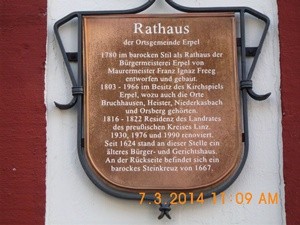 Rathaus
der Ortsgemeinde Erpel
1780 im barocken Stil als Rathaus der
Bürgermeisterei Erpel von
Maurermeister Franz Ignaz Freeg
entworfen und gebaut.
1803 - 1966 im Besitz des Kirchspiels
Erpel, wozu auch die Orte
Bruchhausen, Heister, Niederkasbach
und Orsberg gehörten.
1816 - 1822 Residenz des Landrates
des preußischen Kreises Linz.
1930, 1976 und 1990 renoviert.
Seit 1624 stand an dieser Stelle ein
älteres Bürger- und Gerichtshaus.
An der Rückseite befindet sich ein
barockes Steinkreuz von 1667.
7.3.2014 11:09 AM